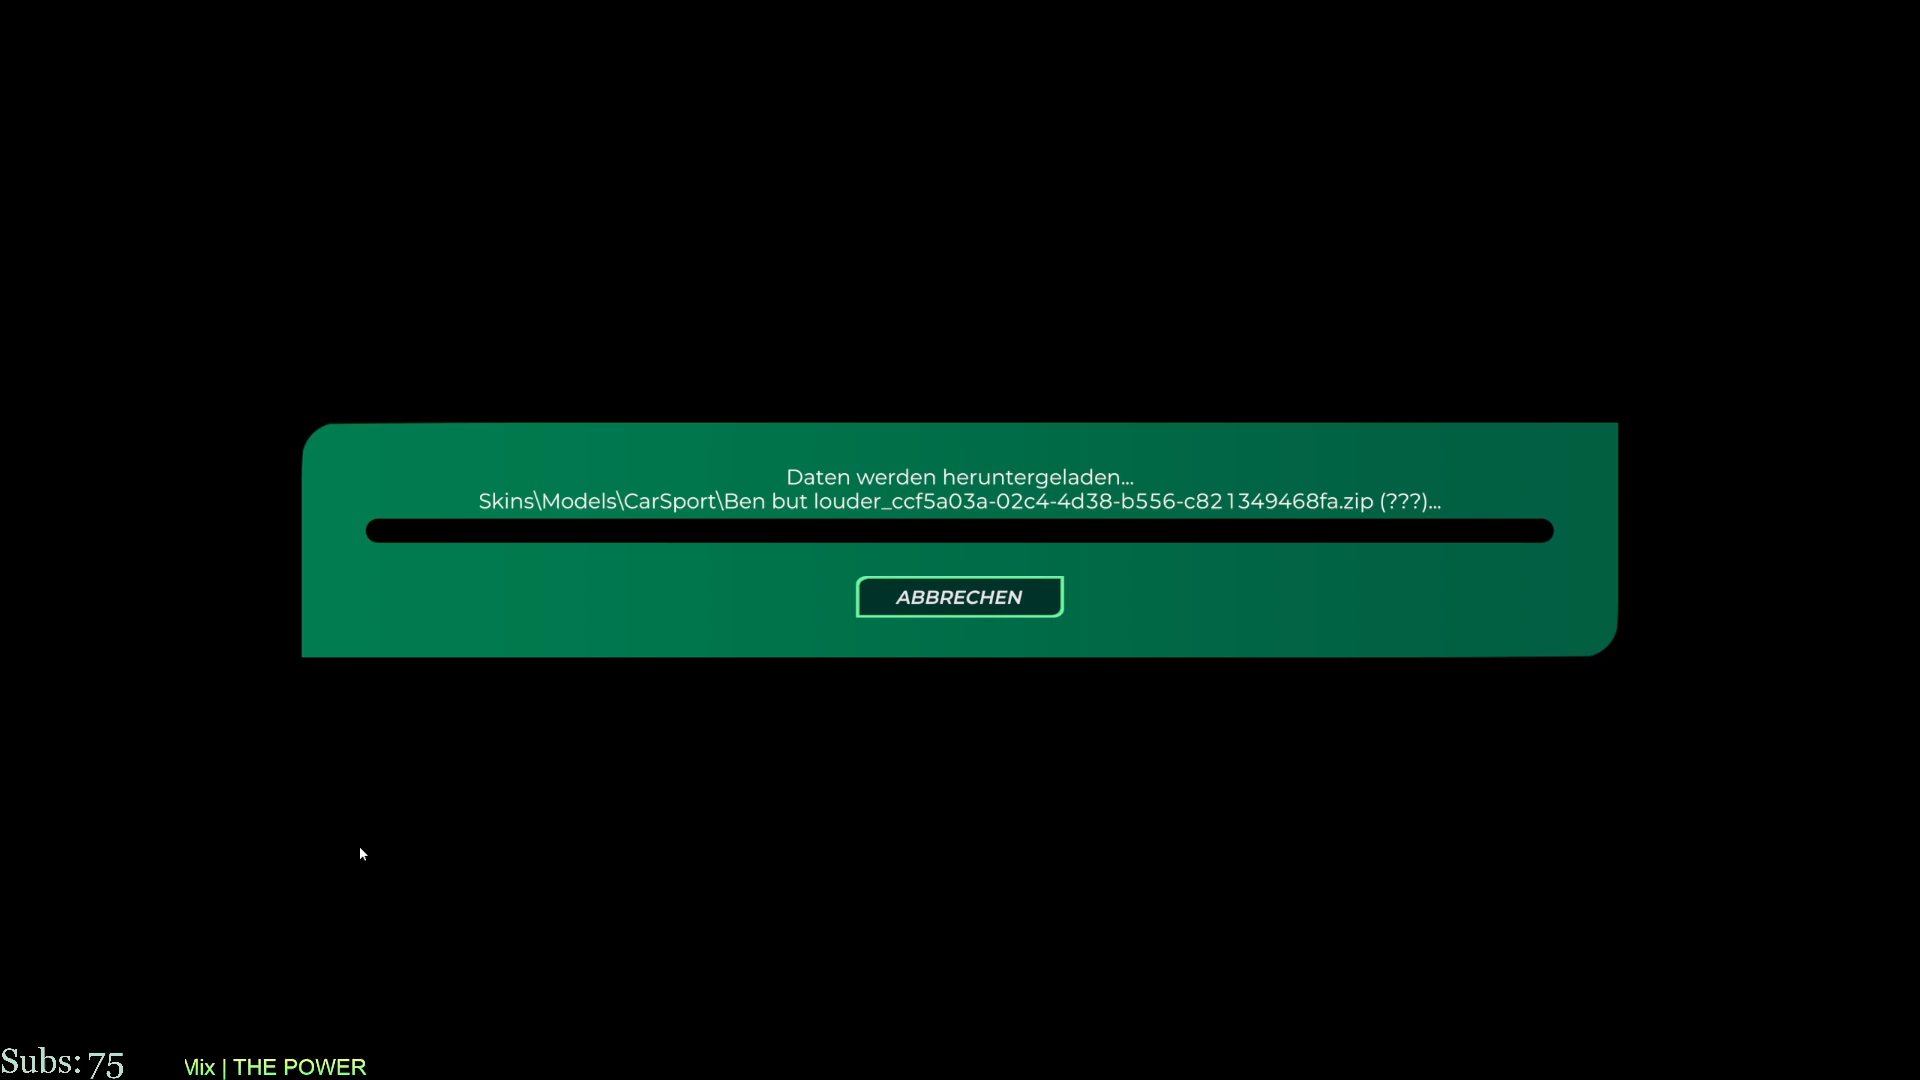 Daten werden heruntergeladen...
Skins\Models\CarSport\Ben but louder_ccf5a03a-02c4-4d38-b556-c821349468fa.zip (???)...
ABBRECHEN
Subs: 75
Mix | THE POWER